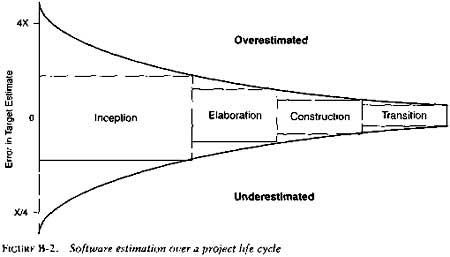 4X
Overestimated
Error in Target Estimate
0
Inception
Elaboration
Construction
Transition
Underestimated
X/4
FIGURE B-2. Software estimation over a project life cycle